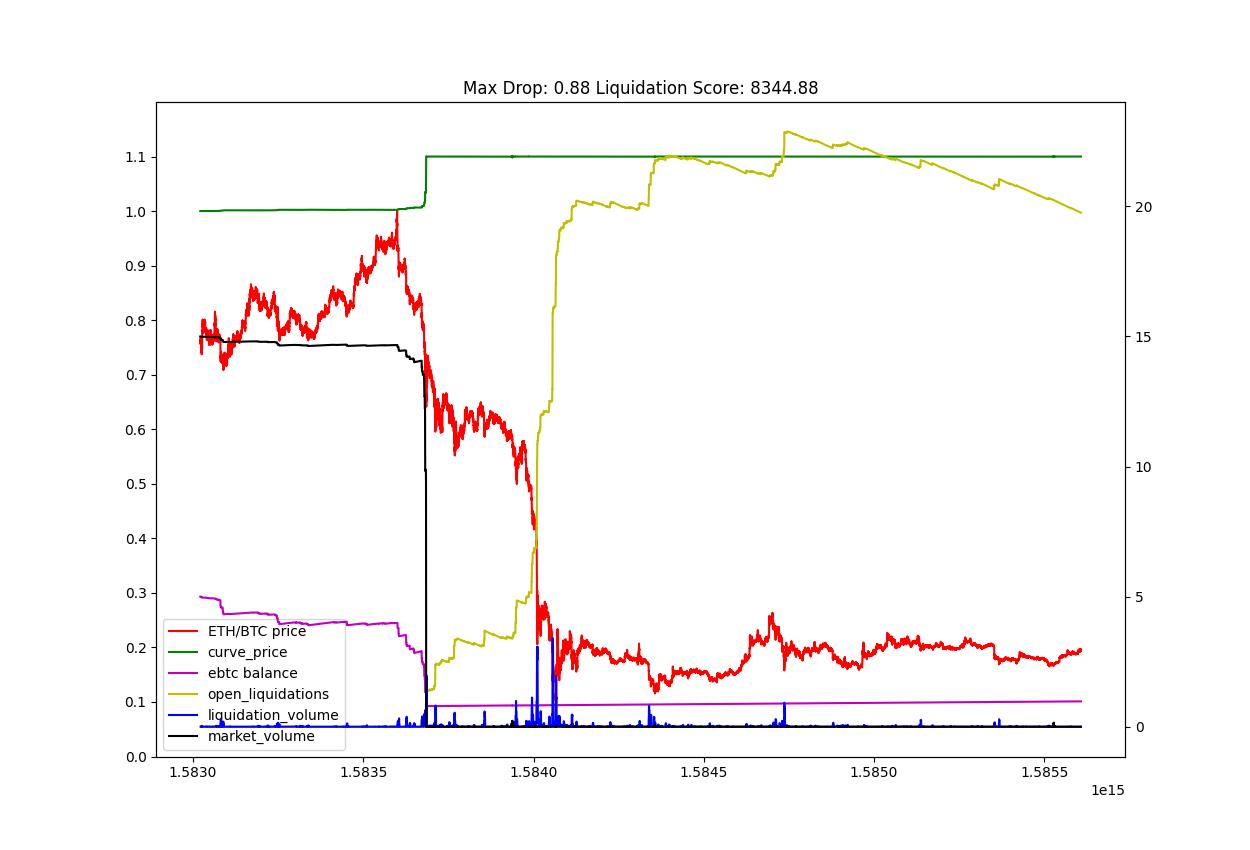 Max Drop: 0.88 Liquidation Score: 8344.88
1.1
1.0
0.9
0.8
0.7
0.6
0.5
0.4
0.3
0.2
0.1
0.0
ETH/BTC price
curve_price
ebtc balance
open_liquidations
liquidation_volume
market_volume
20
15
10
5
0
1.5830 1.5835 1.5840 1.5845 1.5850 1.5855
1e15